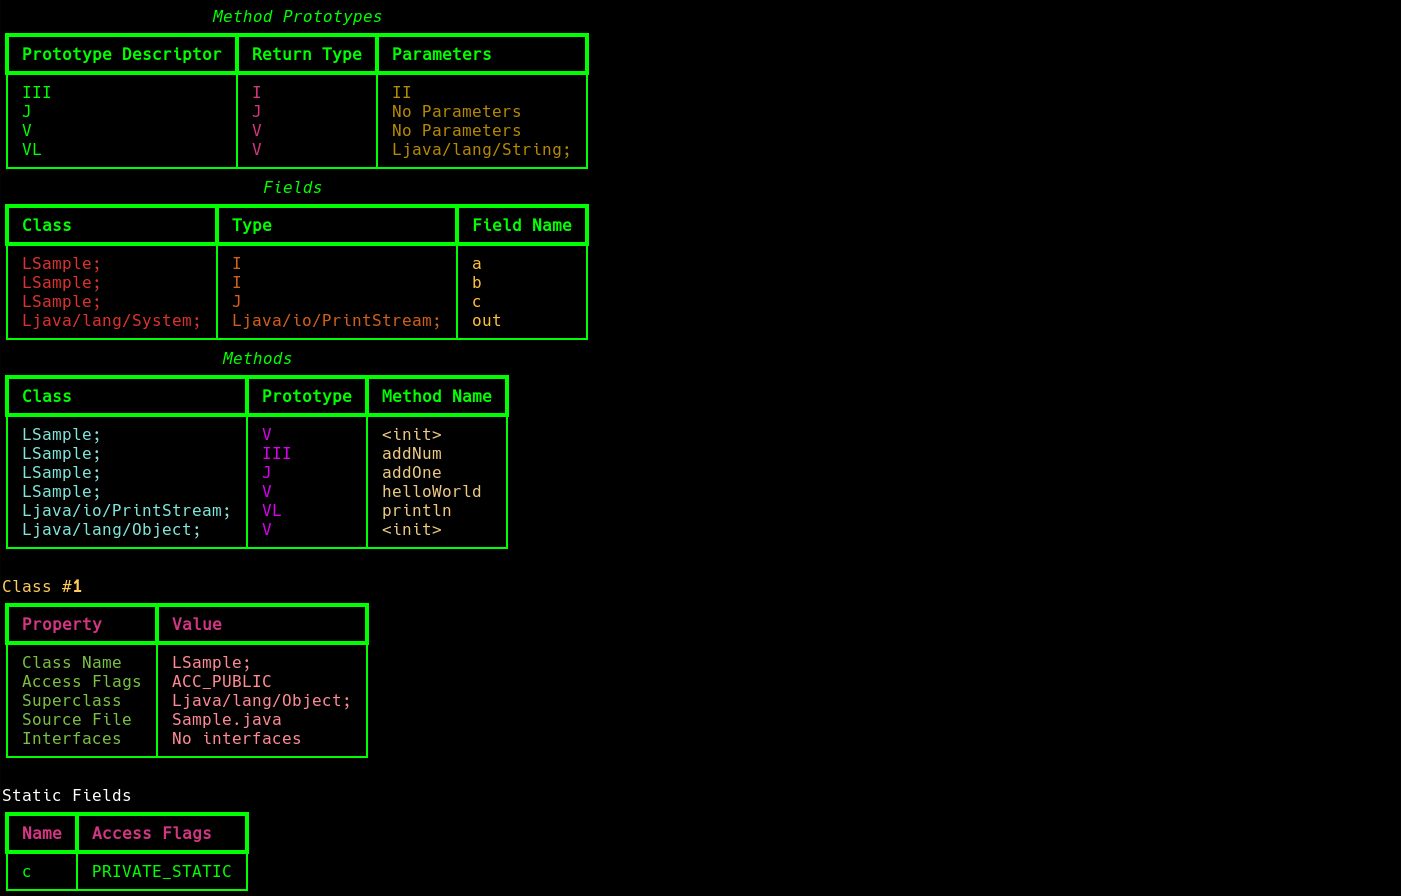 Method Prototypes
Prototype Descriptor Return Type Parameters
III I II
J J No Parameters
V V No Parameters
VL V Ljava/lang/String;
Fields
Class Type Field Name
LSample; I a
LSample; I b
LSample; J c
Ljava/lang/System; Ljava/io/PrintStream; out
Methods
Class Prototype Method Name
LSample; V <init>
LSample; III addNum
LSample; J addOne
LSample; V helloWorld
Ljava/io/PrintStream; VL println
Ljava/lang/Object; V <init>
Class #1
Property Value
Class Name LSample;
Access Flags ACC_PUBLIC
Superclass Ljava/lang/Object;
Source File Sample.java
Interfaces No interfaces
Static Fields
Name Access Flags
c PRIVATE_STATIC